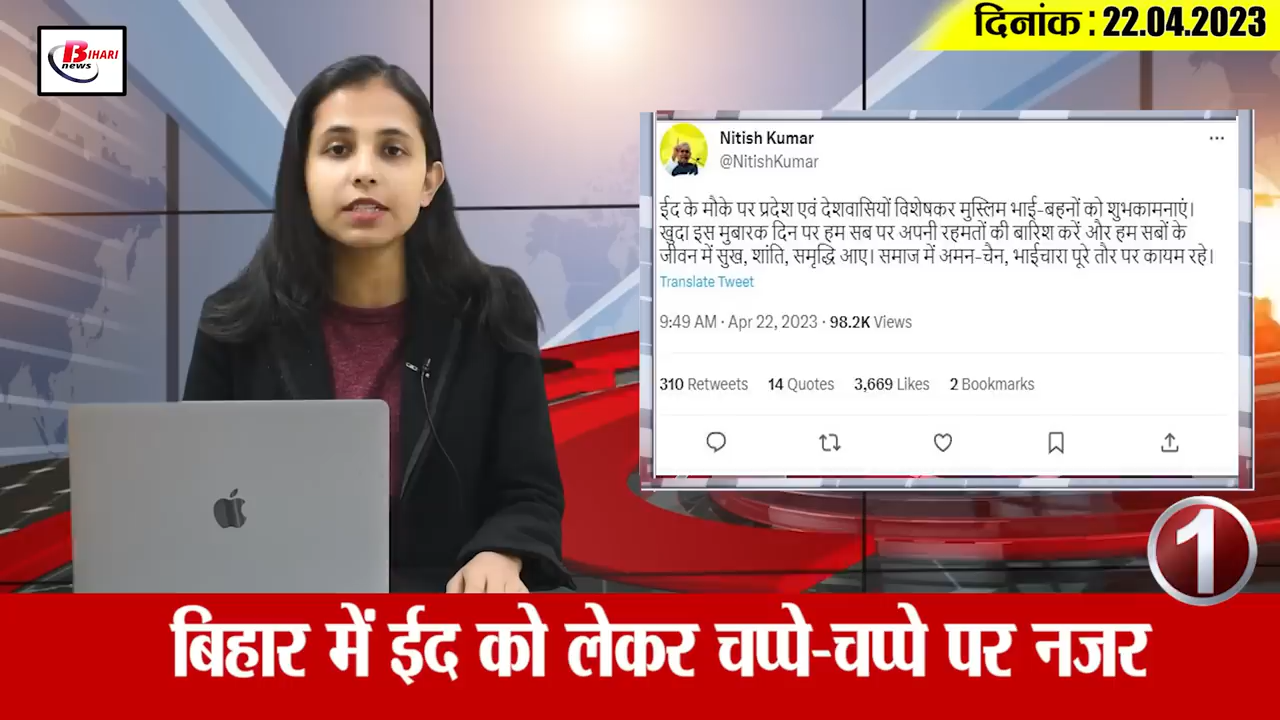 BIHARI
news
दिनांक : 22.04.2023
Nitish Kumar
@NitishKumar
ईद के मौके पर प्रदेश एवं देशवासियों विशेषकर मुस्लिम भाई-बहनों को शुभकामनाएं।
खुदा इस मुबारक दिन पर हम सब पर अपनी रहमतों की बारिश करें और हम सबों के
जीवन में सुख, शांति, समृद्धि आए। समाज में अमन-चैन, भाईचारा पूरे तौर पर कायम रहे।
Translate Tweet
9:49 AM · Apr 22, 2023 · 98.2K Views
310 Retweets 14 Quotes 3,669 Likes 2 Bookmarks
1
बिहार में ईद को लेकर चप्पे-चप्पे पर नजर